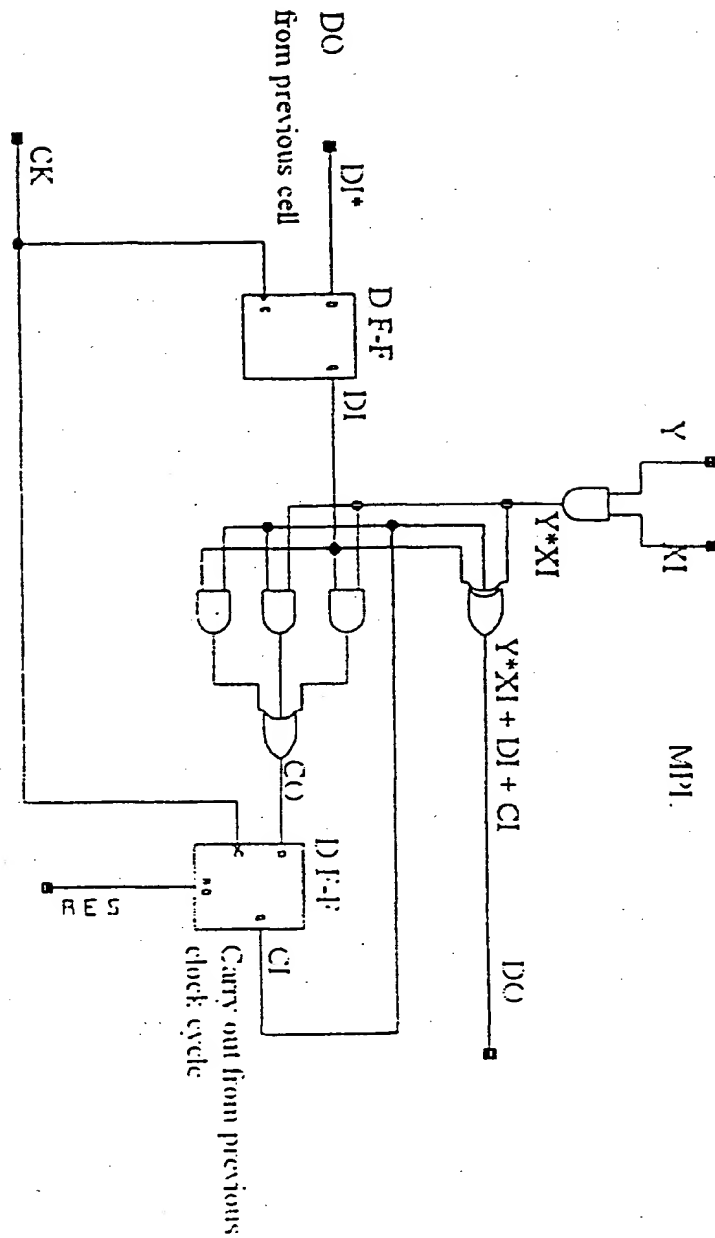 MPL
Y
XI
Y*XI
Y*XI + DI + CI
DO
DO
from previous cell
DI*
D F-F
D
C
Q
DI
CK
CO
D F-F
D
Q
RES
CI
Carry out from previous
clock cycle